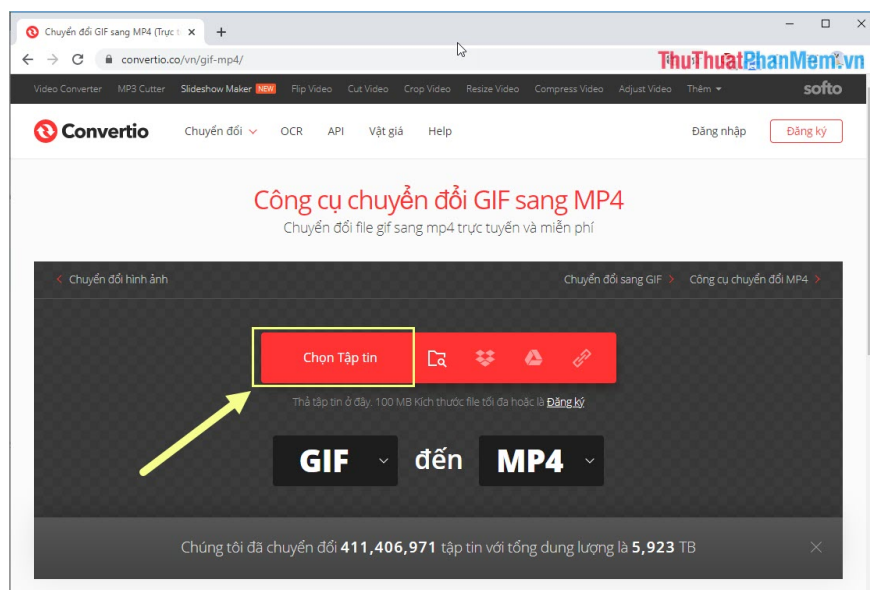 Chuyển đổi GIF sang MP4 (Trực t
convertio.co/vn/gif-mp4/
ThuThuatPhanMem.vn
Video Converter MP3 Cutter Slideshow Maker NEW Flip Video Cut Video Crop Video Resize Video Compress Video Adjust Video Thêm softo
Convertio Chuyển đổi OCR API Vật giá Help Đăng nhập Đăng ký
Công cụ chuyển đổi GIF sang MP4
Chuyển đổi file gif sang mp4 trực tuyến và miễn phí
Chuyển đổi hình ảnh Chuyển đổi sang GIF Công cụ chuyển đổi MP4
Chọn Tập tin
Thả tập tin ở đây. 100 MB Kích thước file tối đa hoặc là Đăng ký
GIF đến MP4
Chúng tôi đã chuyển đổi 411,406,971 tập tin với tổng dung lượng là 5,923 TB